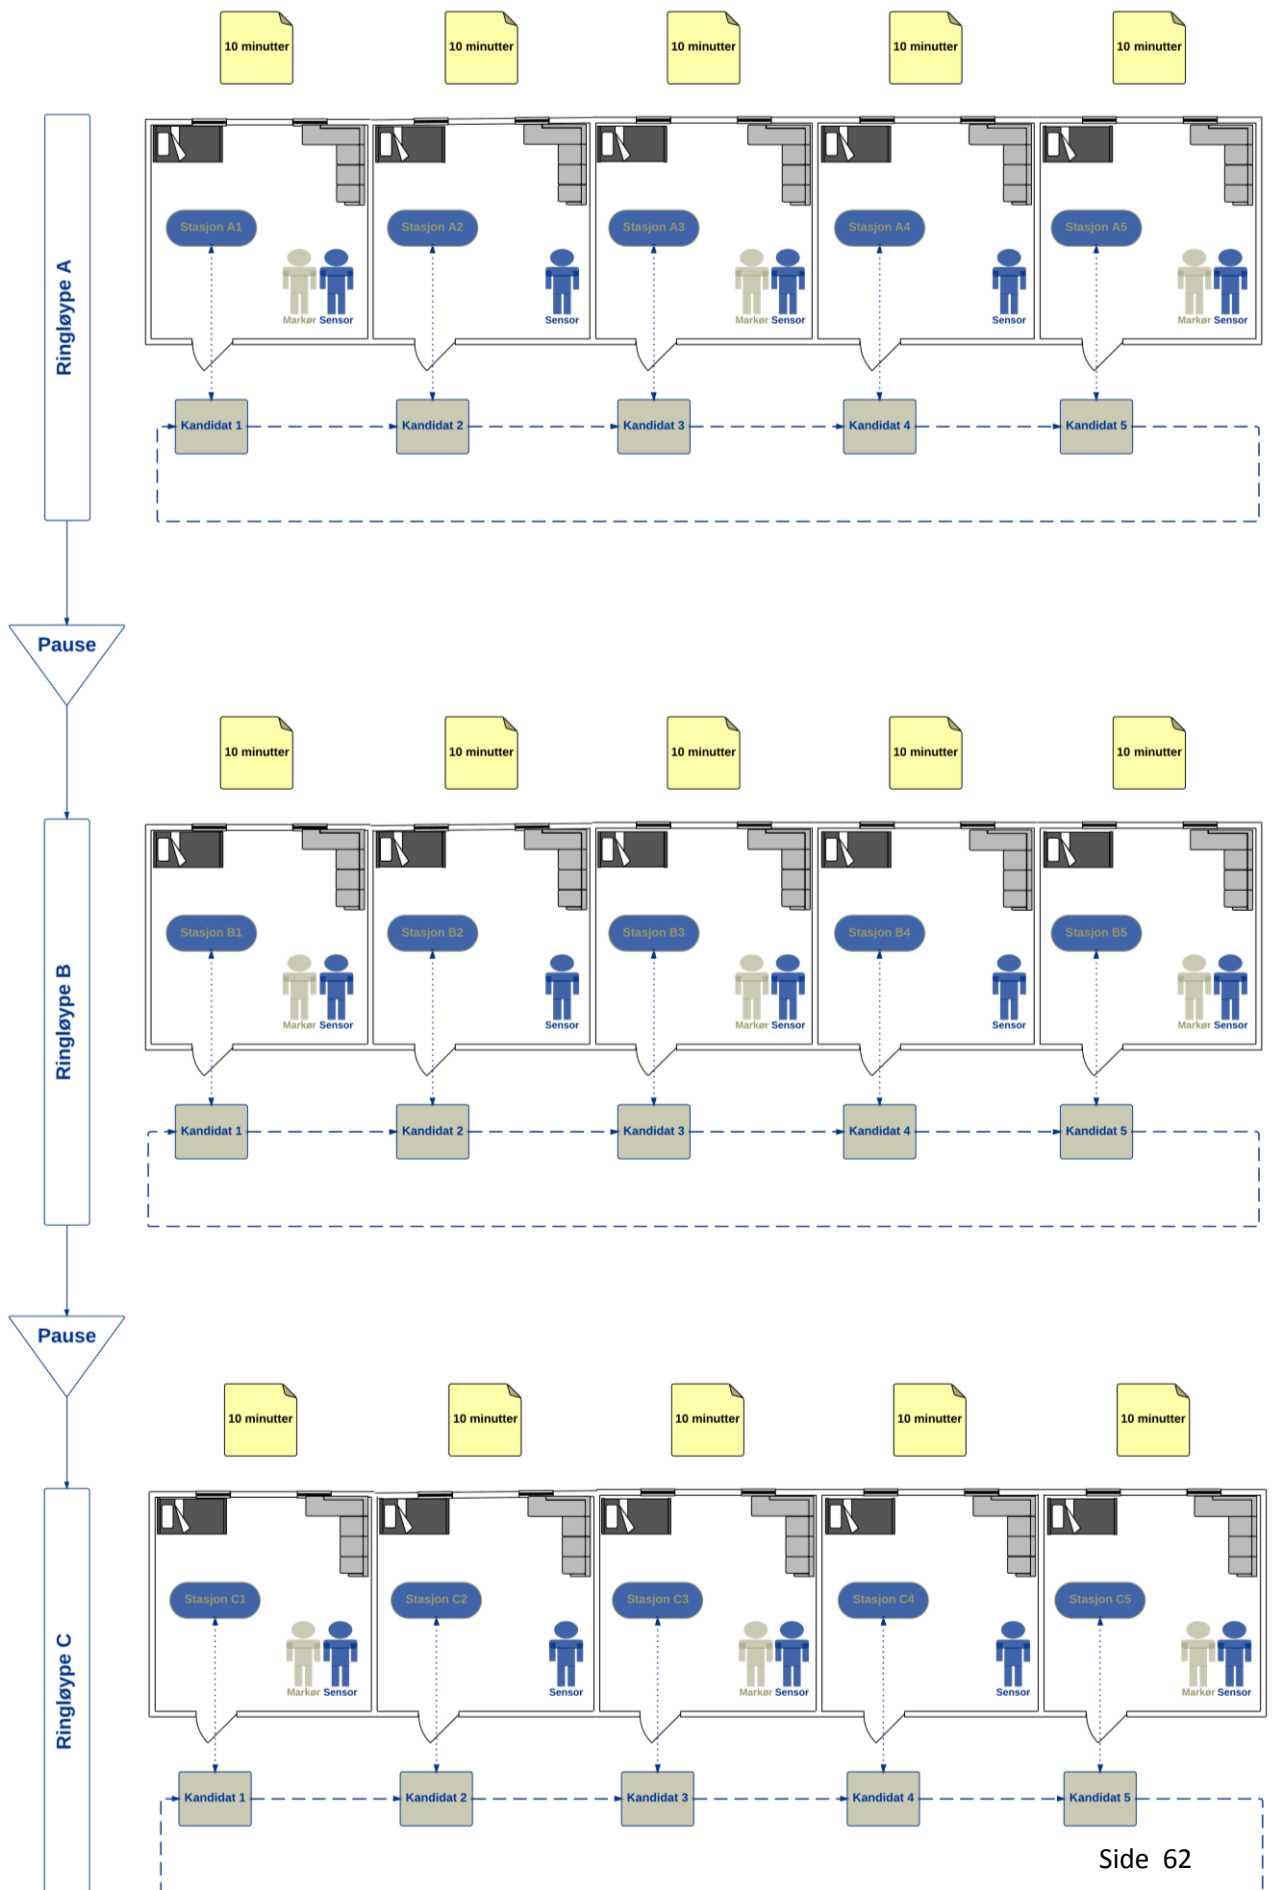 10 minutter 10 minutter 10 minutter 10 minutter 10 minutter
Ringløype A
Stasjon A1 Stasjon A2 Stasjon A3 Stasjon A4 Stasjon A5
Markør Sensor Sensor Markør Sensor Sensor Markør Sensor
Kandidat 1 Kandidat 2 Kandidat 3 Kandidat 4 Kandidat 5
Pause
10 minutter 10 minutter 10 minutter 10 minutter 10 minutter
Ringløype B
Stasjon B1 Stasjon B2 Stasjon B3 Stasjon B4 Stasjon B5
Markør Sensor Sensor Markør Sensor Sensor Markør Sensor
Kandidat 1 Kandidat 2 Kandidat 3 Kandidat 4 Kandidat 5
Pause
10 minutter 10 minutter 10 minutter 10 minutter 10 minutter
Ringløype C
Stasjon C1 Stasjon C2 Stasjon C3 Stasjon C4 Stasjon C5
Markør Sensor Sensor Markør Sensor Sensor Markør Sensor
Kandidat 1 Kandidat 2 Kandidat 3 Kandidat 4 Kandidat 5
Side 62